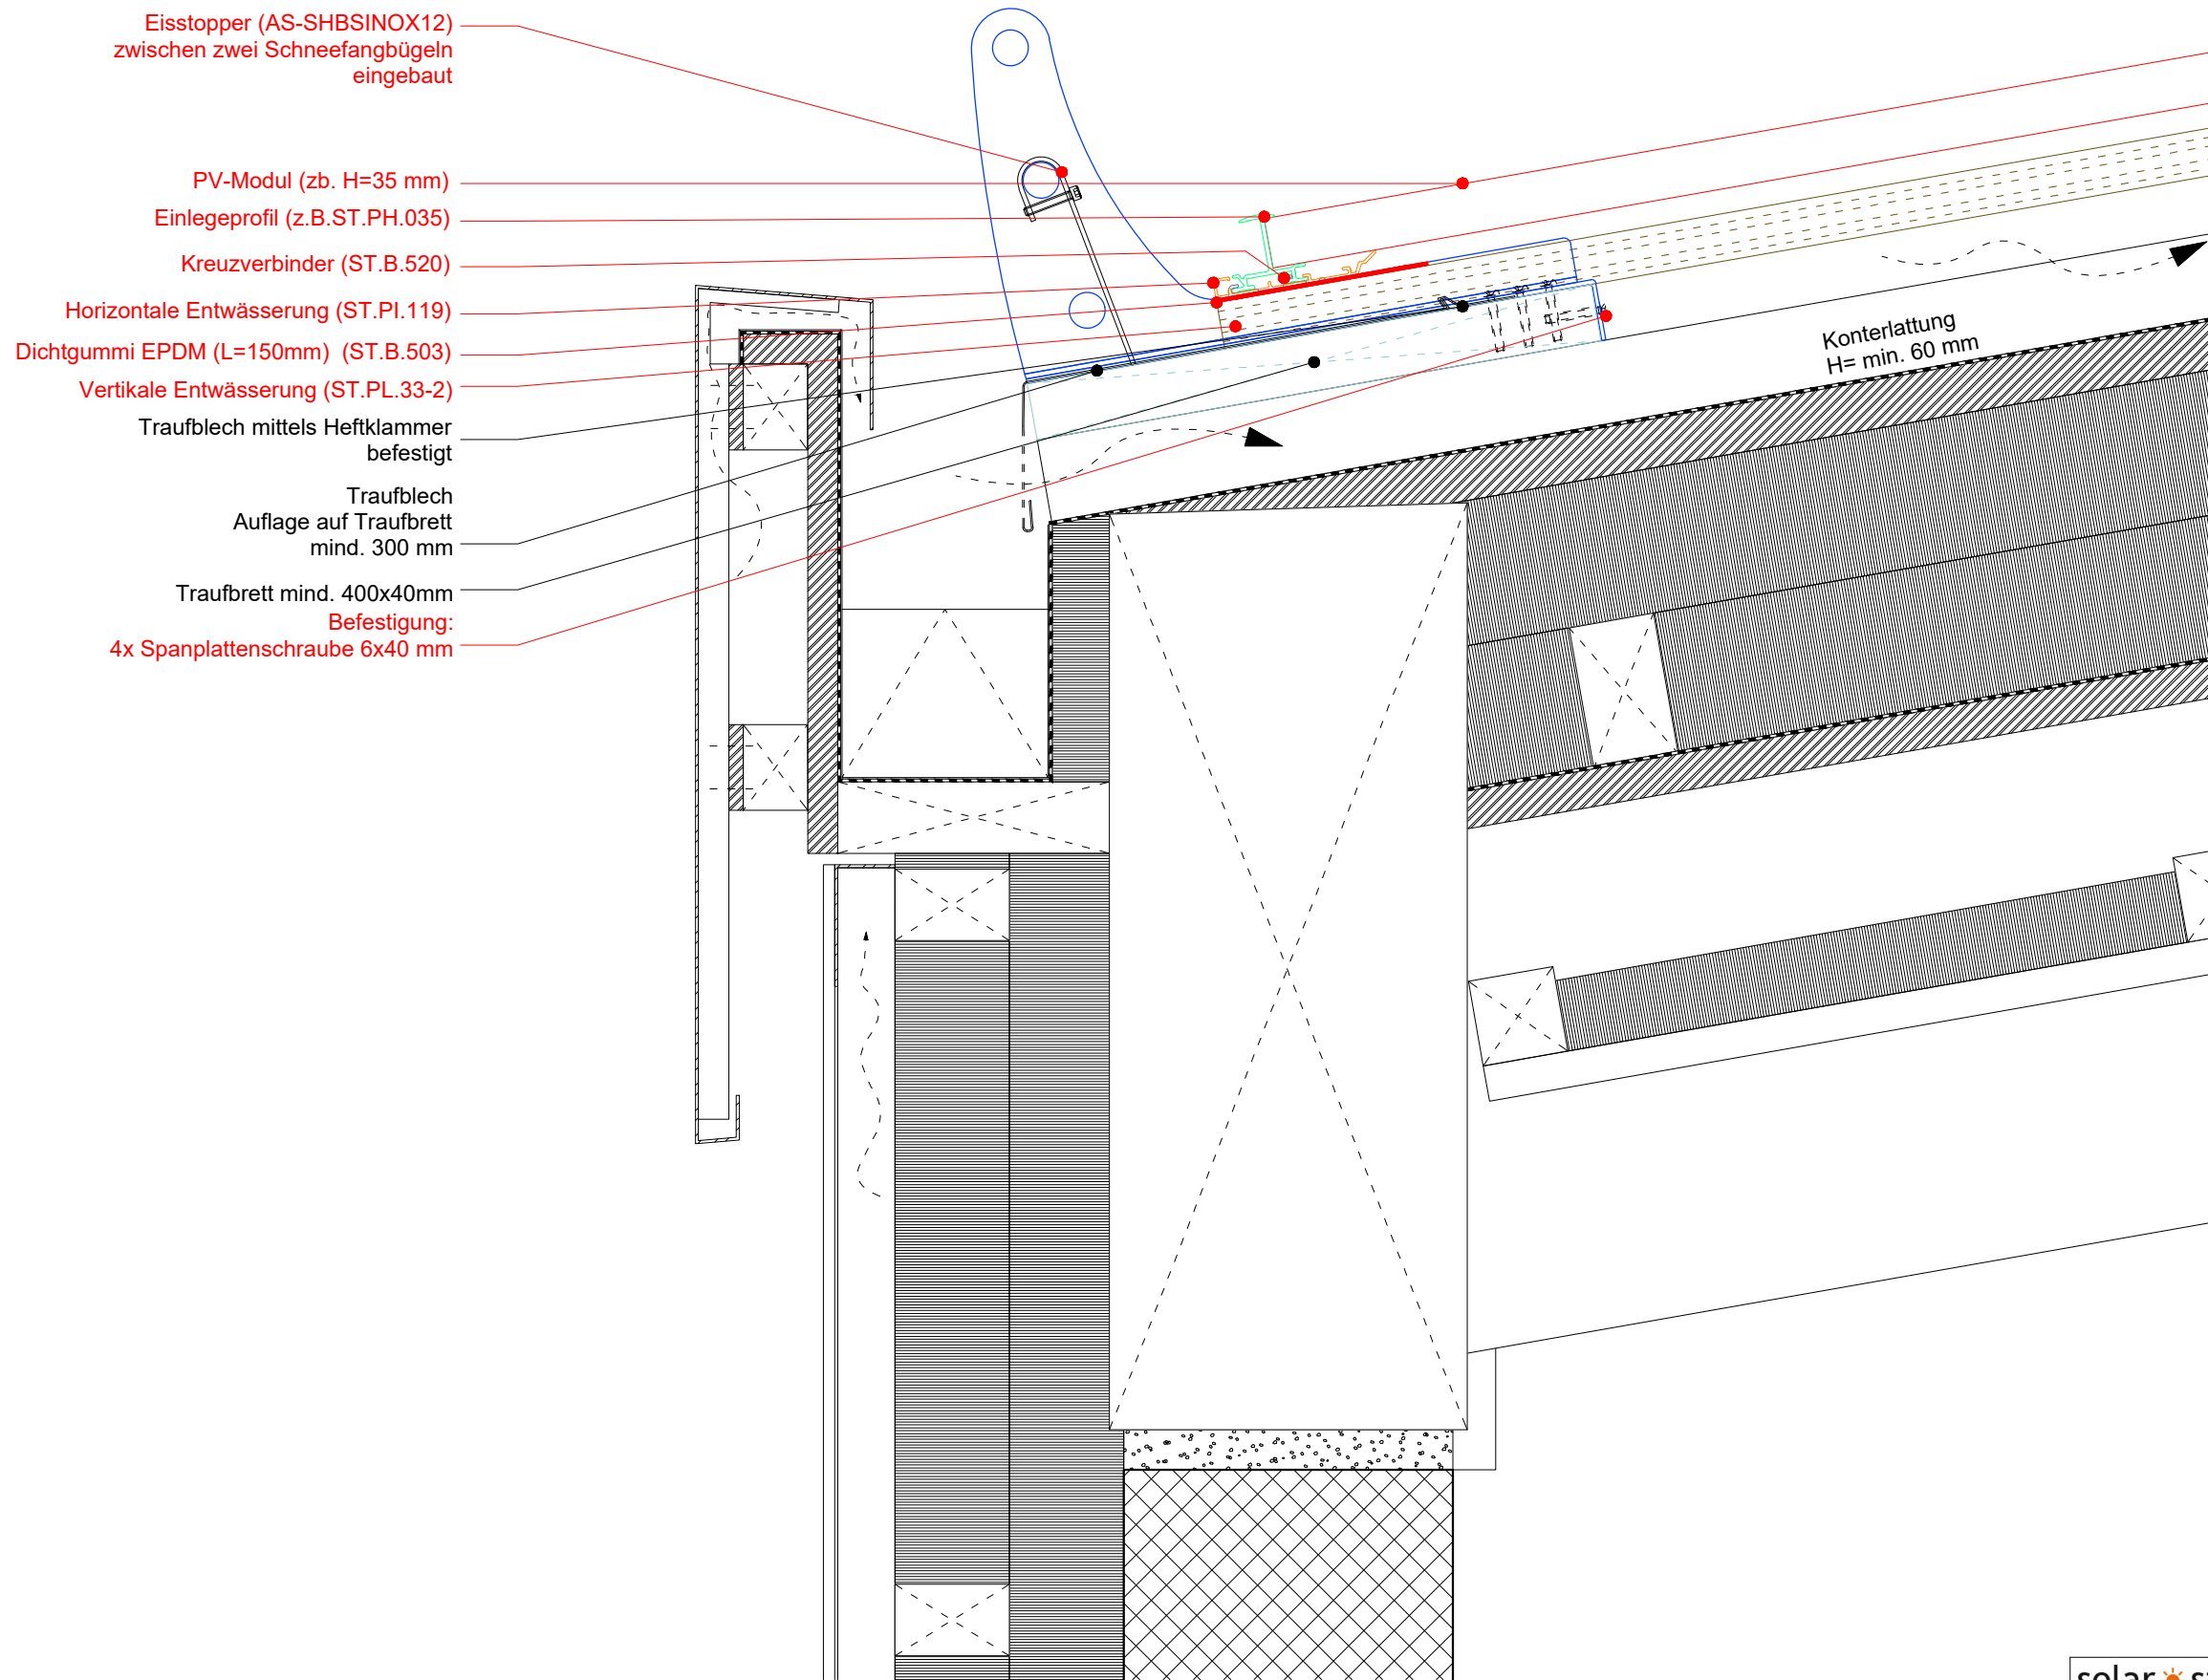 Eisstopper (AS-SHBSINOX12)
zwischen zwei Schneefangbügeln
eingebaut
PV-Modul (zb. H=35 mm)
Einlegeprofil (z.B.ST.PH.035)
Kreuzverbinder (ST.B.520)
Horizontale Entwässerung (ST.PI.119)
Dichtgummi EPDM (L=150mm) (ST.B.503)
Vertikale Entwässerung (ST.PL.33-2)
Traufblech mittels Heftklammer
befestigt
Traufblech
Auflage auf Traufbrett
mind. 300 mm
Traufbrett mind. 400x40mm
Befestigung:
4x Spanplattenschraube 6x40 mm
Konterlattung
H= min. 60 mm
solar